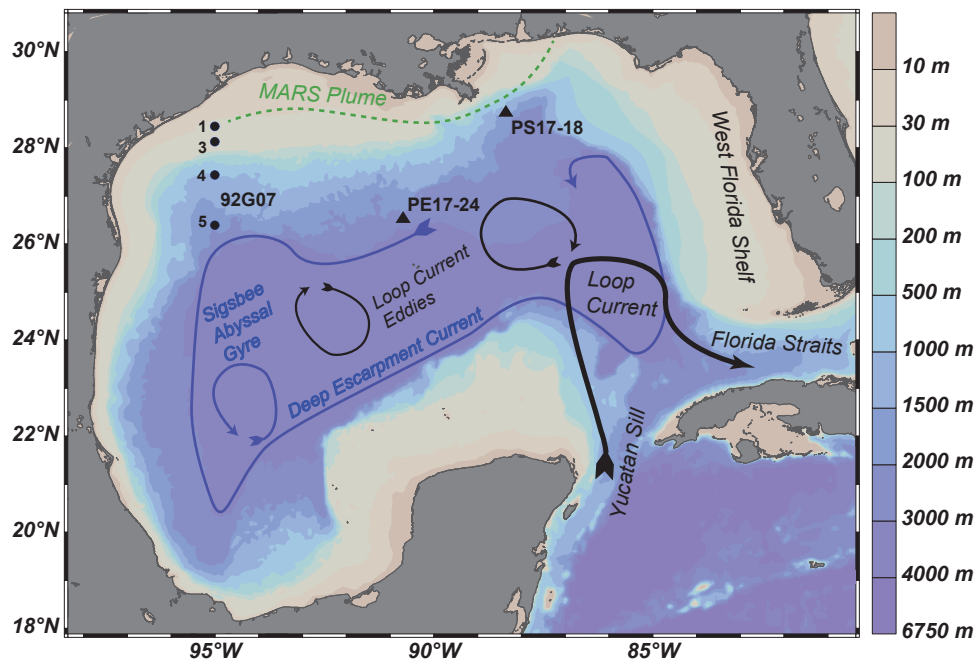 30°N
28°N
26°N
24°N
22°N
20°N
18°N
95°W
90°W
85°W
MARS Plume
1
3
4
92G07
5
PS17-18
PE17-24
West Florida Shelf
Loop Current
Eddies
Loop
Current
Sigsbee
Abyssal
Gyre
Deep Escarpment Current
Florida Straits
Yucatan Sill
10 m
30 m
100 m
200 m
500 m
1000 m
1500 m
2000 m
3000 m
4000 m
6750 m